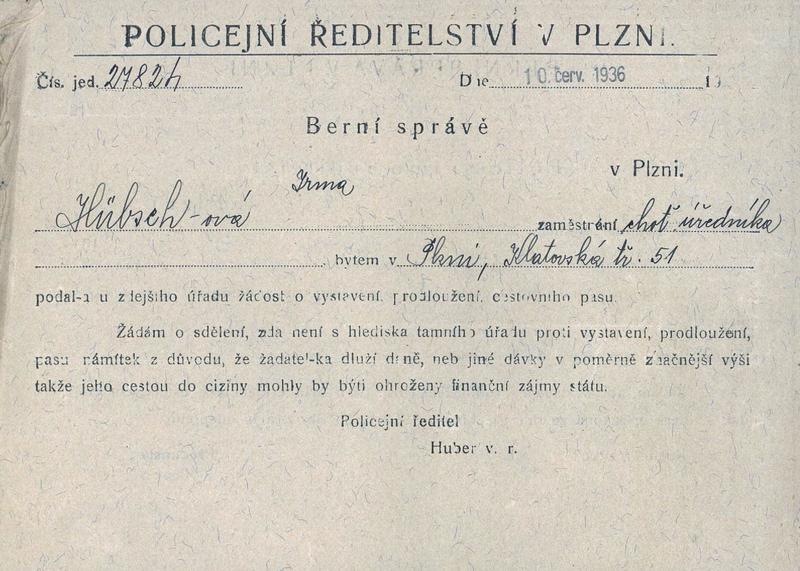 POLICEJNÍ ŘEDITELSTVÍ V PLZNI.
Čís. jed. 27824 Dne 10. červ. 1936 19
Berní správě
v Plzni.
Irma
Hübsch-ová zaměstnání choť úředníka
bytem v Plzni, Klatovská tř. 51
podal-a u zdejšího úřadu žádost o vystavení, prodloužení, cestovního pasu.
Žádám o sdělení, zda není s hlediska tamního úřadu proti vystavení, prodloužení,
pasu námitek z důvodu, že žadatel-ka dluží daně, neb jiné dávky v poměrně značnější výši
takže jeho cestou do ciziny mohly by býti ohroženy finanční zájmy státu.
Policejní ředitel
Huber v. r.